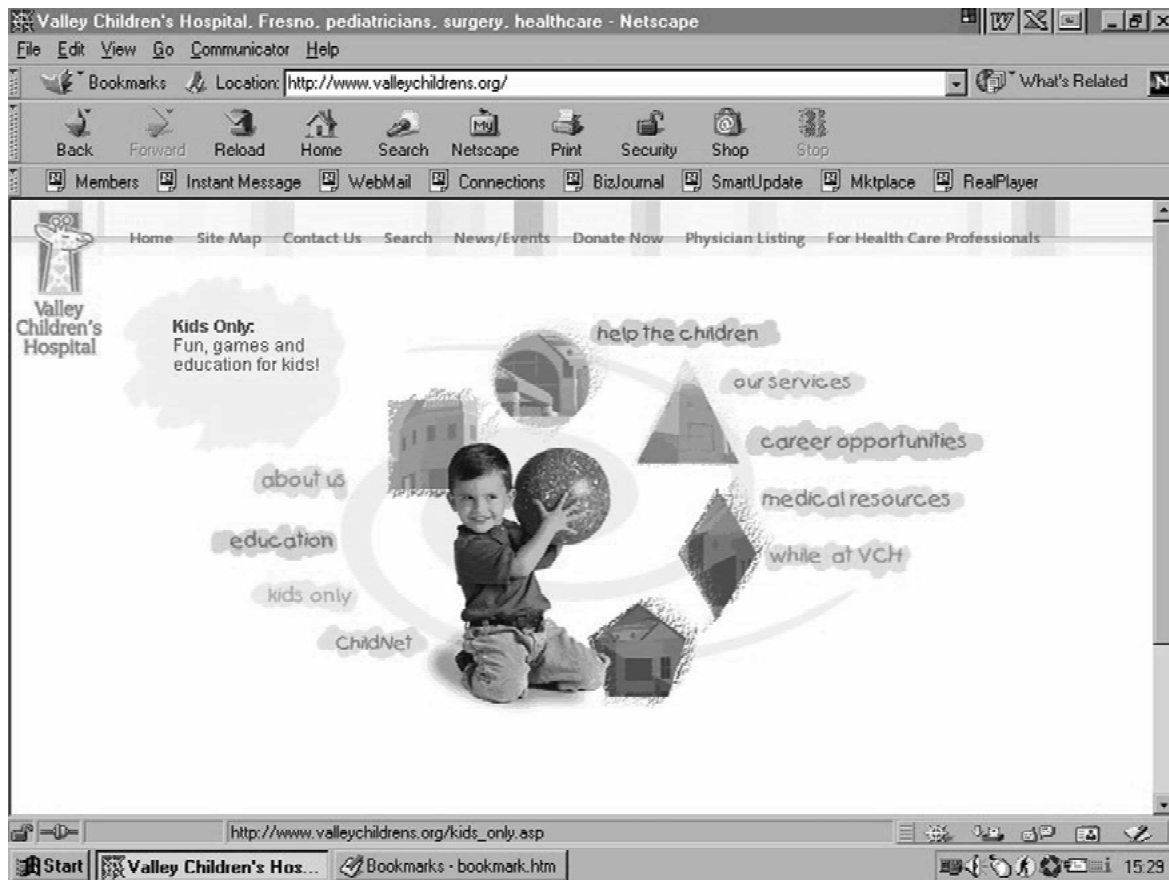 Valley Children's Hospital, Fresno, pediatricians, surgery, healthcare - Netscape
File Edit View Go Communicator Help
Bookmarks Location: http://www.valleychildrens.org/ What's Related N
Back Forward Reload Home Search Netscape Print Security Shop Stop
My
Members Instant Message WebMail Connections BizJournal SmartUpdate Mktplace RealPlayer
Home Site Map Contact Us Search News/Events Donate Now Physician Listing For Health Care Professionals
Valley
Children's
Hospital
Kids Only:
Fun, games and
education for kids!
help the children
our services
career opportunities
medical resources
while at VCH
about us
education
kids only
ChildNet
http://www.valleychildrens.org/kids_only.asp
Start Valley Children's Hos... Bookmarks - bookmark.htm 15:29